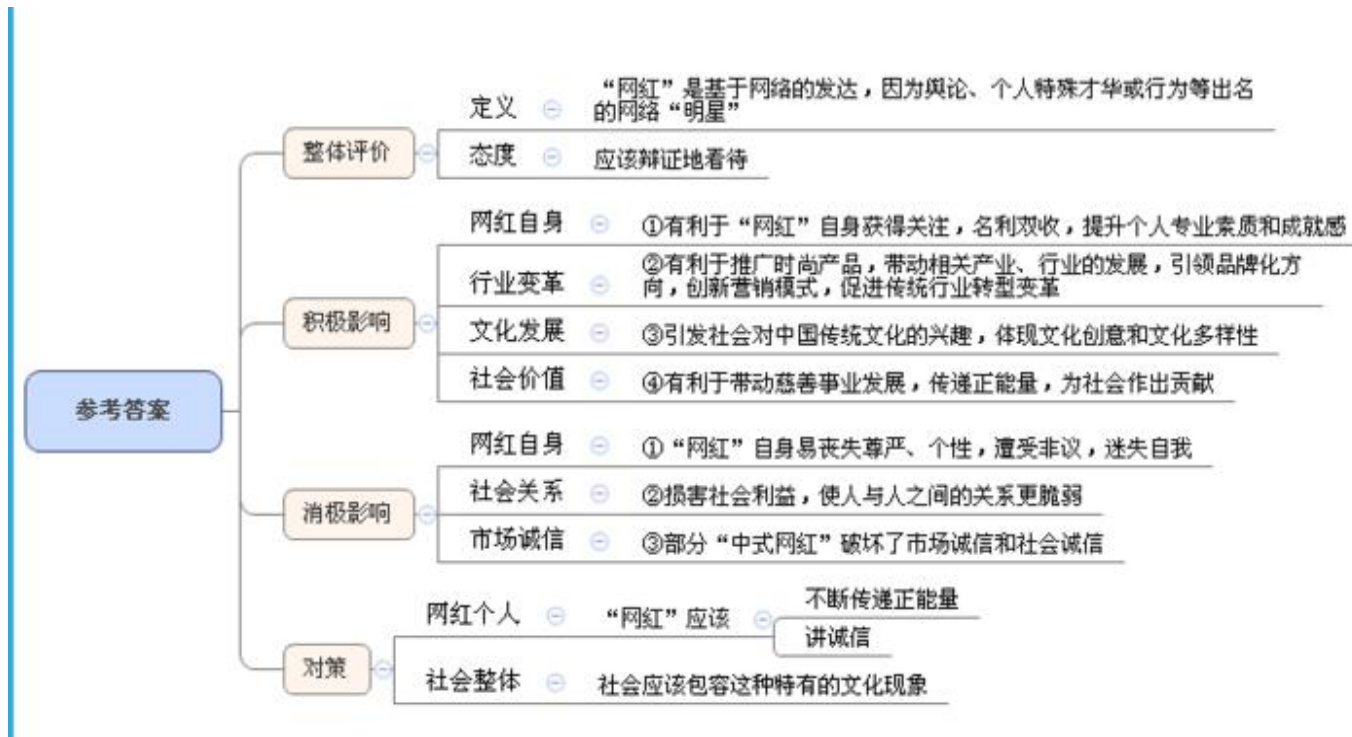 参考答案
整体评价
定义
“网红”是基于网络的发达，因为舆论、个人特殊才华或行为等出名
的网络“明星”
态度
应该辩证地看待
积极影响
网红自身
①有利于“网红”自身获得关注，名利双收，提升个人专业素质和成就感
行业变革
②有利于推广时尚产品，带动相关产业、行业的发展，引领品牌化方
向，创新营销模式，促进传统行业转型变革
文化发展
③引发社会对中国传统文化的兴趣，体现文化创意和文化多样性
社会价值
④有利于带动慈善事业发展，传递正能量，为社会作出贡献
消极影响
网红自身
①“网红”自身易丧失尊严、个性，遭受非议，迷失自我
社会关系
②损害社会利益，使人与人之间的关系更脆弱
市场诚信
③部分“中式网红”破坏了市场诚信和社会诚信
对策
网红个人
“网红”应该
不断传递正能量
讲诚信
社会整体
社会应该包容这种特有的文化现象